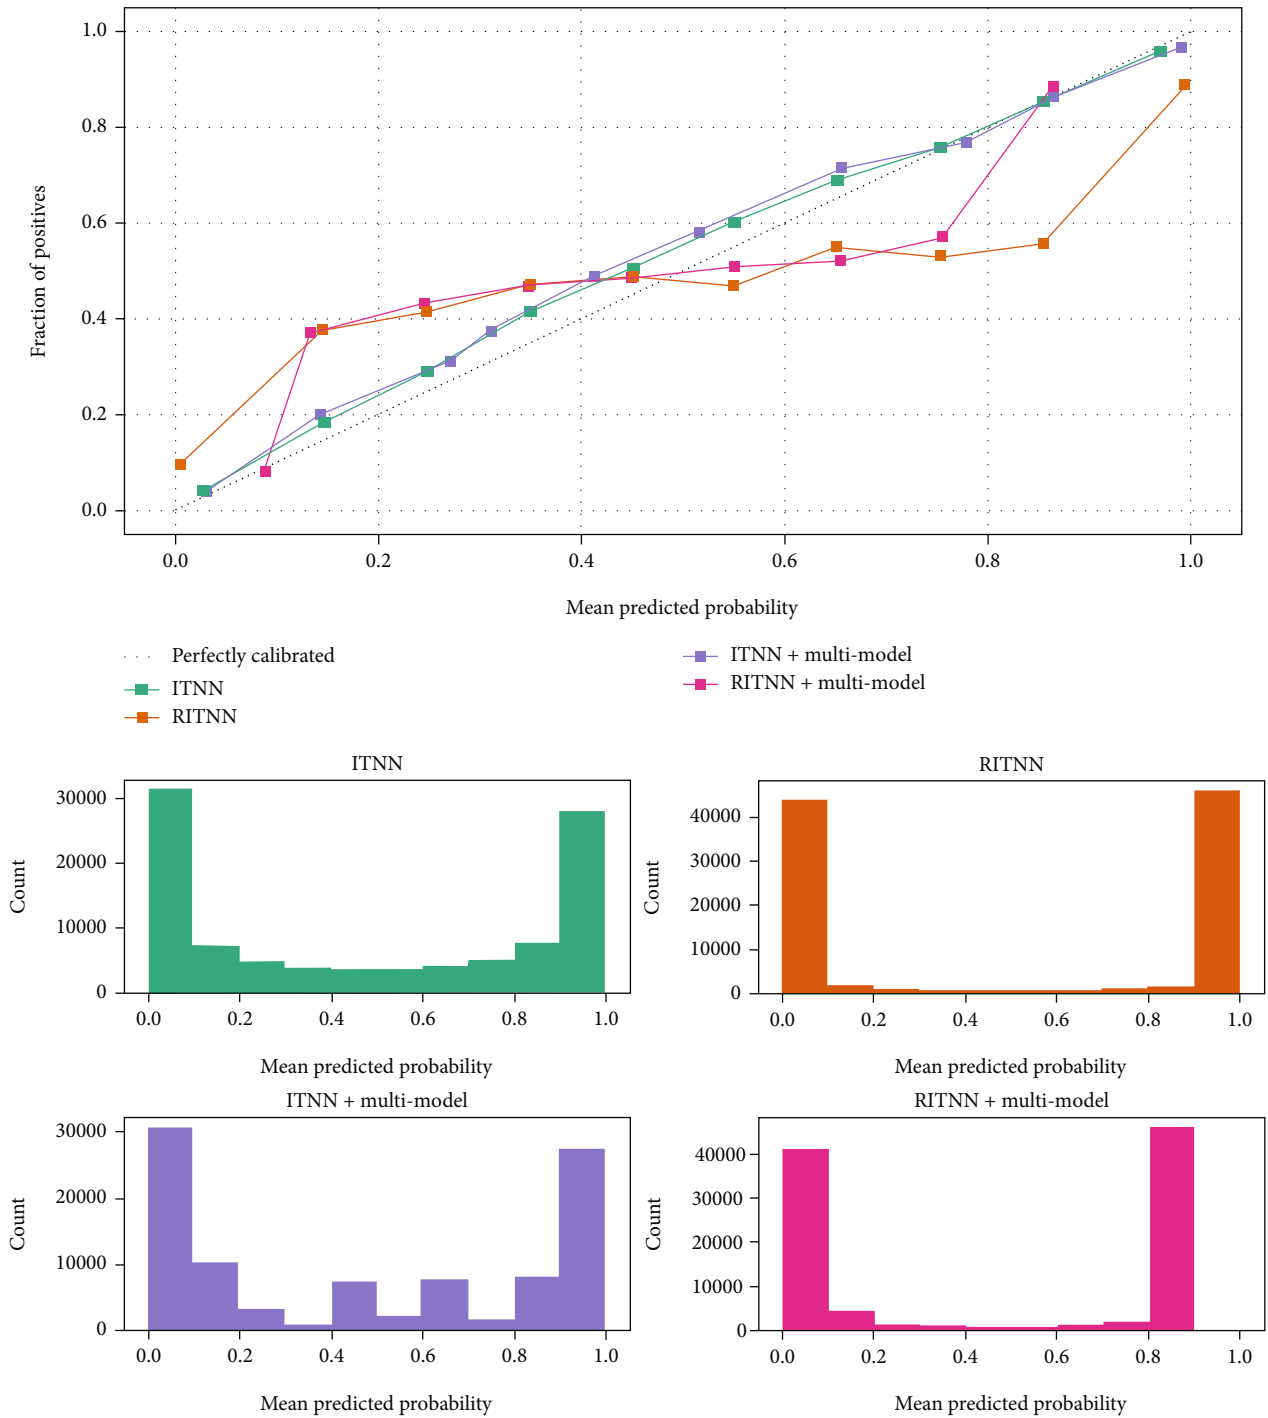 1.0
0.8
0.6
0.4
0.2
0.0
Fraction of positives
0.0 0.2 0.4 0.6 0.8 1.0
Mean predicted probability
Perfectly calibrated
ITNN
RITNN
ITNN + multi-model
RITNN + multi-model
ITNN
30000
20000
10000
0
Count
0.0 0.2 0.4 0.6 0.8 1.0
Mean predicted probability
RITNN
40000
30000
20000
10000
0
Count
0.0 0.2 0.4 0.6 0.8 1.0
Mean predicted probability
ITNN + multi-model
30000
20000
10000
0
Count
0.0 0.2 0.4 0.6 0.8 1.0
Mean predicted probability
RITNN + multi-model
40000
30000
20000
10000
0
Count
0.0 0.2 0.4 0.6 0.8 1.0
Mean predicted probability